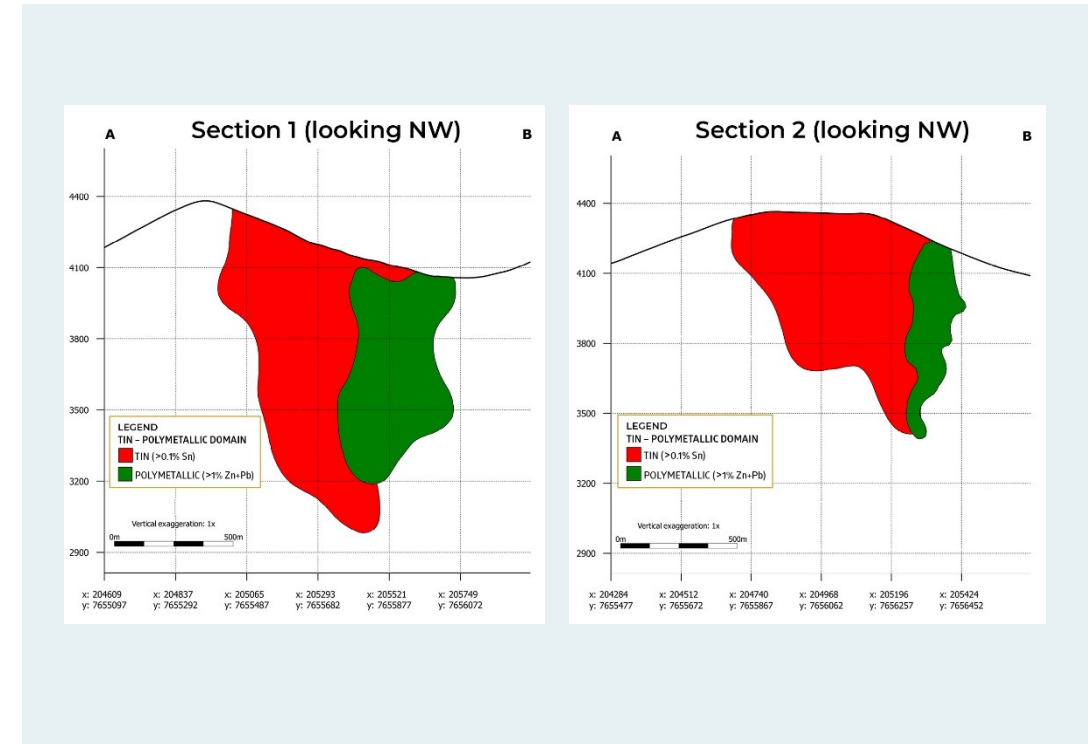 A Section 1 (looking NW) B
4400
4100
3800
3500
3200
2900
LEGEND
TIN – POLYMETALLIC DOMAIN
TIN (>0.1% Sn)
POLYMETALLIC (>1% Zn+Pb)
Vertical exaggeration: 1x
0m 500m
x: 204609 x: 204837 x: 205065 x: 205293 x: 205521 x: 205749
y: 7655097 y: 7655292 y: 7655487 y: 7655682 y: 7655877 y: 7656072
A Section 2 (looking NW) B
4400
4100
3800
3500
3200
2900
LEGEND
TIN – POLYMETALLIC DOMAIN
TIN (>0.1% Sn)
POLYMETALLIC (>1% Zn+Pb)
Vertical exaggeration: 1x
0m 500m
x: 204284 x: 204512 x: 204740 x: 204968 x: 205196 x: 205424
y: 7655477 y: 7655672 y: 7655867 y: 7656062 y: 7656257 y: 7656452